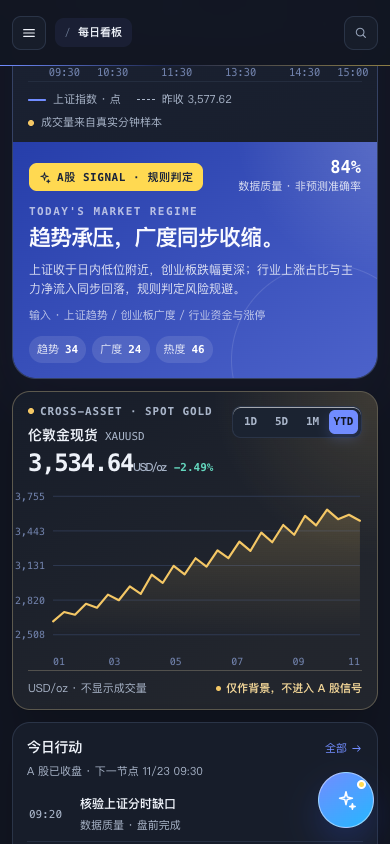 / 每日看板
09:30 10:30 11:30 13:30 14:30 15:00
上证指数 · 点 昨收 3,577.62
成交量来自真实分钟样本
A股 SIGNAL · 规则判定
84%
数据质量 · 非预测准确率
TODAY'S MARKET REGIME
趋势承压，广度同步收缩。
上证收于日内低位附近，创业板跌幅更深；行业上涨占比与主
力净流入同步回落，规则判定风险规避。
输入 · 上证趋势 / 创业板广度 / 行业资金与涨停
趋势 34 广度 24 热度 46
CROSS-ASSET · SPOT GOLD
1D 5D 1M YTD
伦敦金现货 XAUUSD
3,534.64 USD/oz -2.49%
3,755
3,443
3,131
2,820
2,508
01 03 05 07 09 11
USD/oz · 不显示成交量 仅作背景，不进入 A 股信号
今日行动 全部 →
A 股已收盘 · 下一节点 11/23 09:30
09:20 核验上证分时缺口
数据质量 · 盘前完成